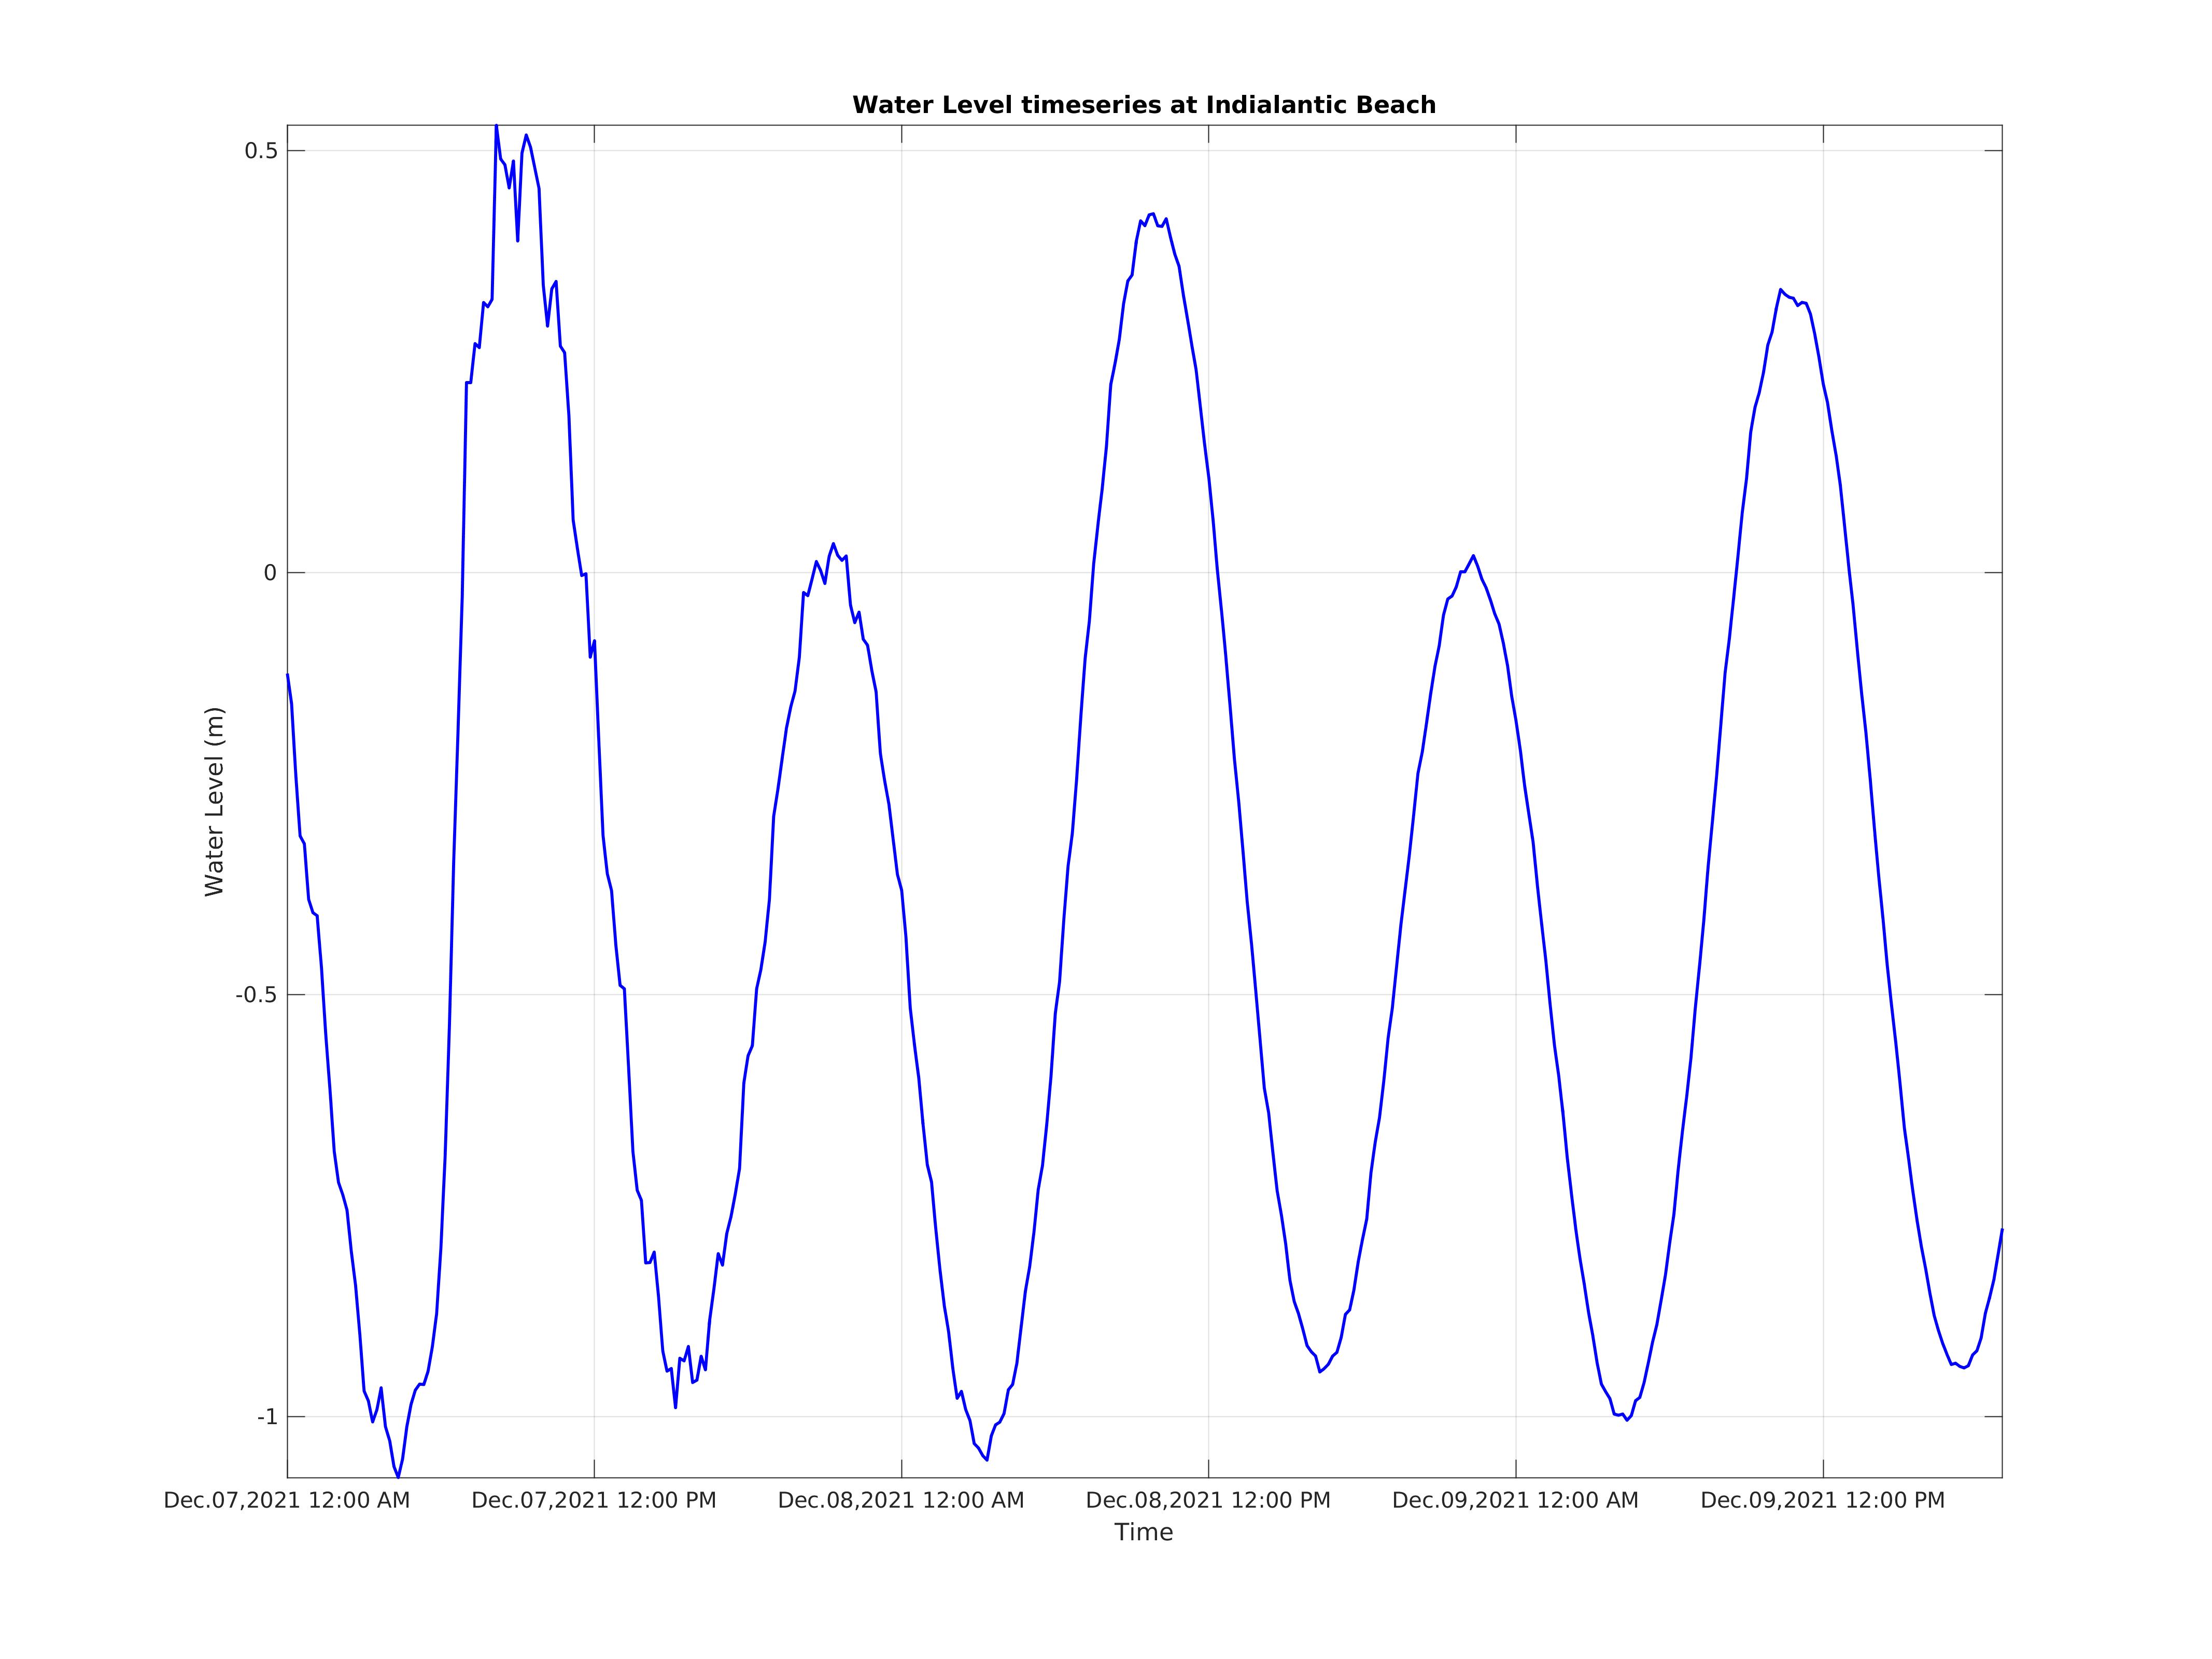 Water Level timeseries at Indialantic Beach
0.5
0
-0.5
-1
Water Level (m)
Dec.07,2021 12:00 AM
Dec.07,2021 12:00 PM
Dec.08,2021 12:00 AM
Dec.08,2021 12:00 PM
Dec.09,2021 12:00 AM
Dec.09,2021 12:00 PM
Time